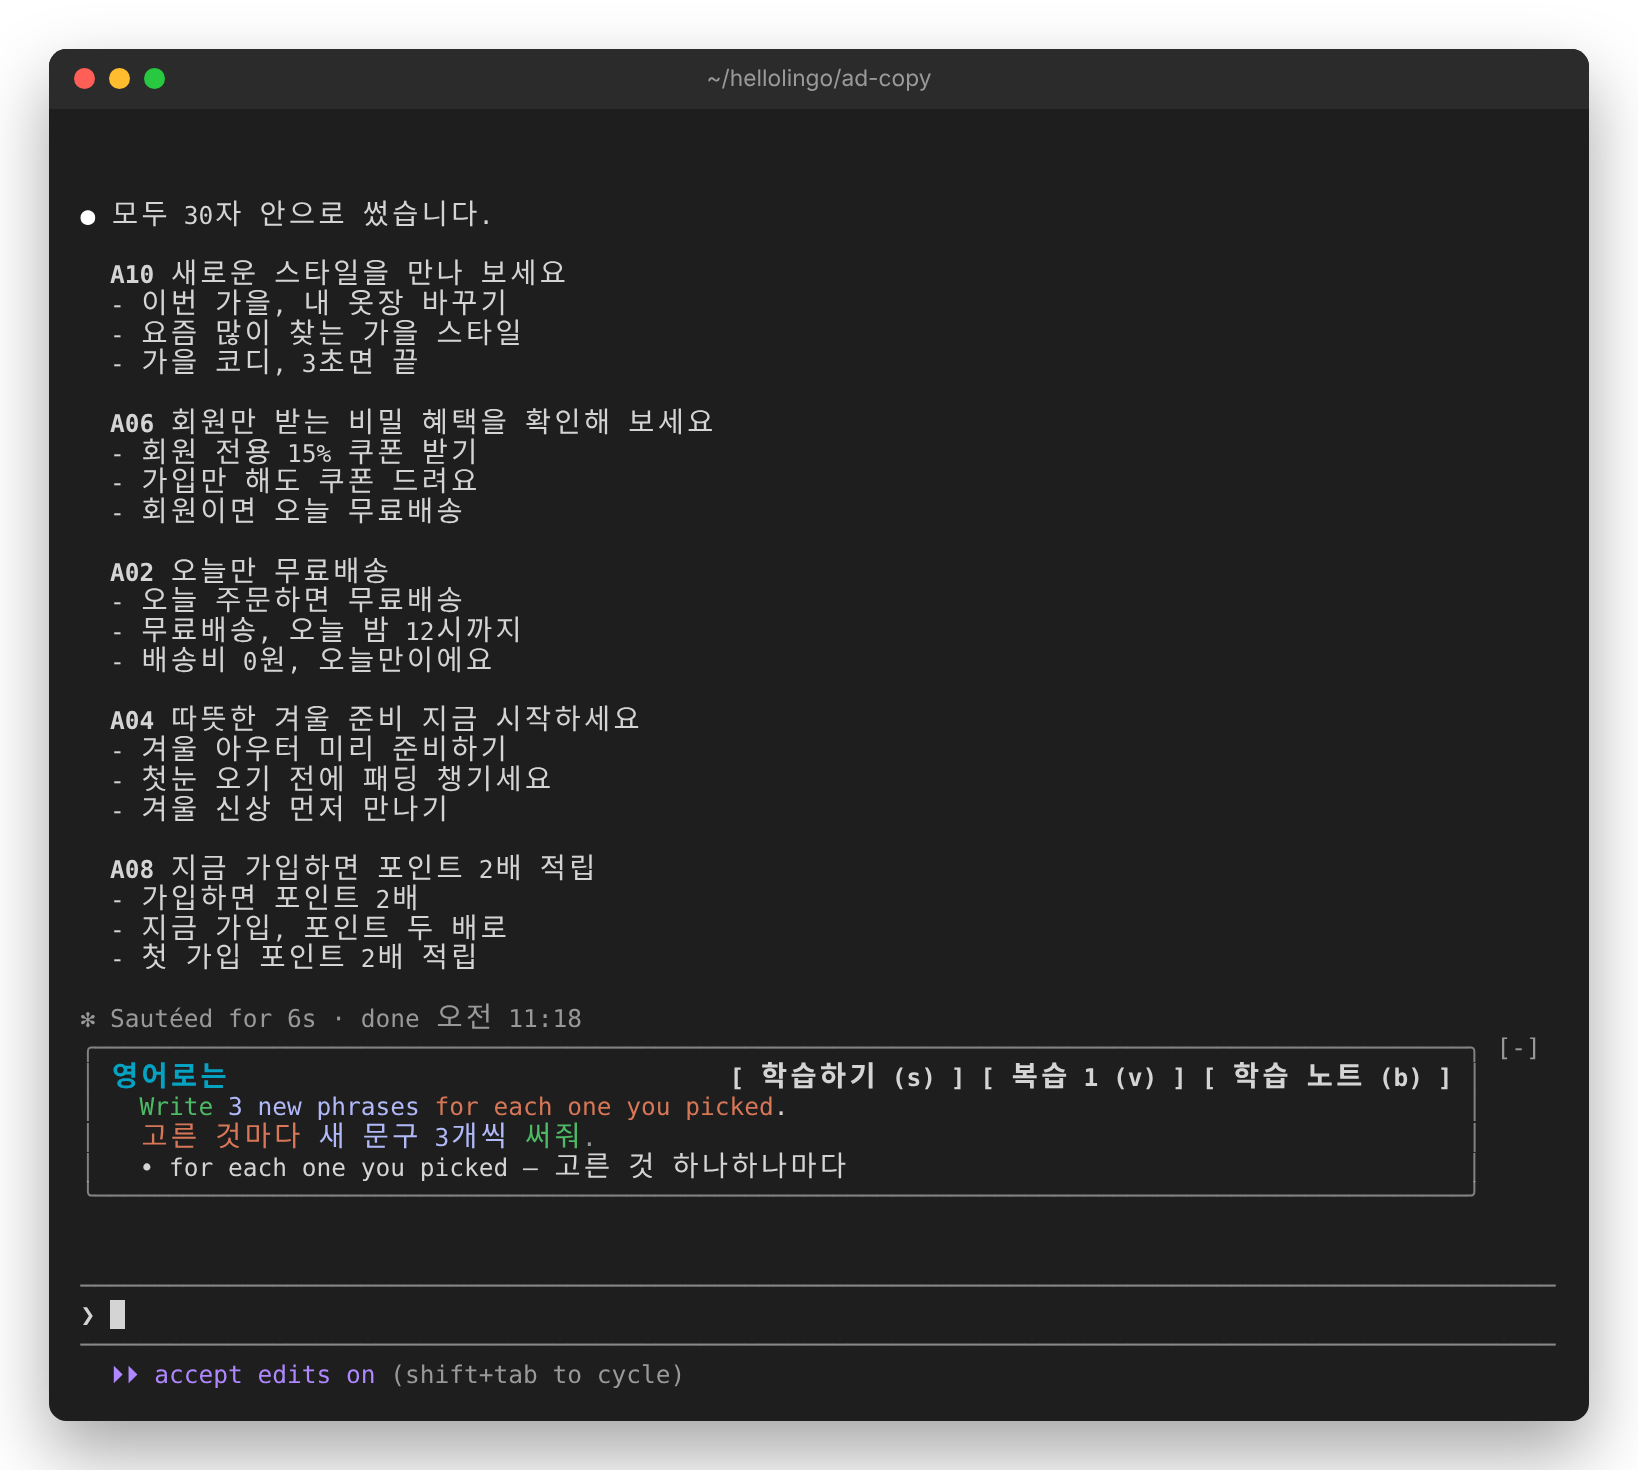 ~/hellolingo/ad-copy
● 모두 30자 안으로 썼습니다.
A10 새로운 스타일을 만나 보세요
- 이번 가을, 내 옷장 바꾸기
- 요즘 많이 찾는 가을 스타일
- 가을 코디, 3초면 끝
A06 회원만 받는 비밀 혜택을 확인해 보세요
- 회원 전용 15% 쿠폰 받기
- 가입만 해도 쿠폰 드려요
- 회원이면 오늘 무료배송
A02 오늘만 무료배송
- 오늘 주문하면 무료배송
- 무료배송, 오늘 밤 12시까지
- 배송비 0원, 오늘만이에요
A04 따뜻한 겨울 준비 지금 시작하세요
- 겨울 아우터 미리 준비하기
- 첫눈 오기 전에 패딩 챙기세요
- 겨울 신상 먼저 만나기
A08 지금 가입하면 포인트 2배 적립
- 가입하면 포인트 2배
- 지금 가입, 포인트 두 배로
- 첫 가입 포인트 2배 적립
✻ Sautéed for 6s · done 오전 11:18
[-]
영어로는 [ 학습하기 (s) ] [ 복습 1 (v) ] [ 학습 노트 (b) ]
Write 3 new phrases for each one you picked.
고른 것마다 새 문구 3개씩 써줘.
• for each one you picked — 고른 것 하나하나마다
❯
⏵⏵ accept edits on (shift+tab to cycle)